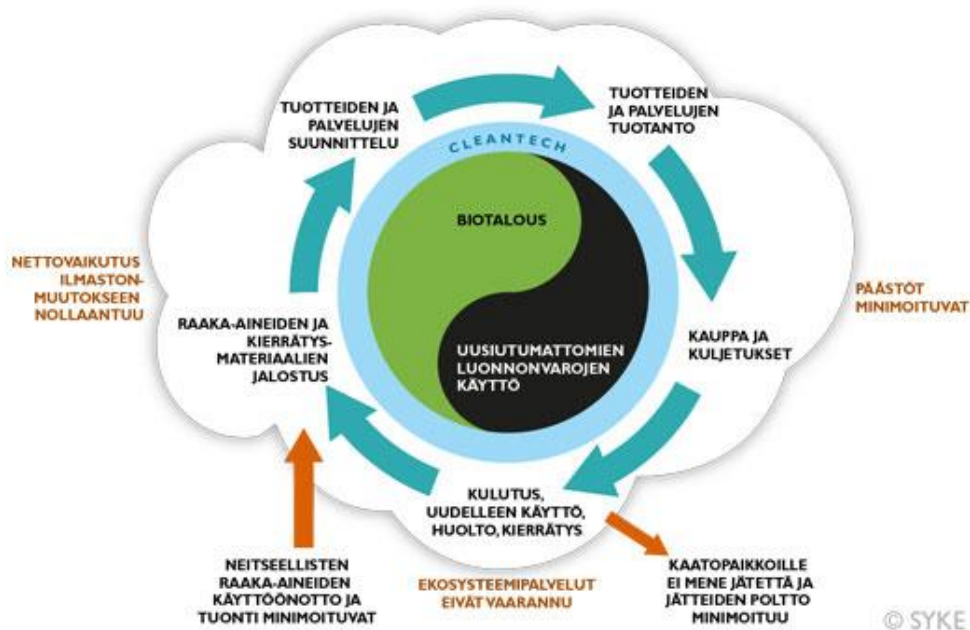 TUOTTEIDEN JA
PALVELUJEN
SUUNNITTELU
TUOTTEIDEN
JA PALVELUJEN
TUOTANTO
CLEANTECH
BIOTALOUS
NETTOVAIKUTUS
ILMASTON-
MUUTOKSEEN
NOLLAANTUU
PÄÄSTÖT
MINIMOITUVAT
RAAKA-AINEIDEN JA
KIERRÄTYS-
MATERIAALIEN
JALOSTUS
UUSIUTUMATTOMIEN
LUONNONVAROJEN
KÄYTTÖ
KAUPPA JA
KULJETUKSET
KULUTUS,
UUDELLEEN KÄYTTÖ,
HUOLTO, KIERRÄTYS
NEITSEELLISTEN
RAAKA-AINEIDEN
KÄYTTÖÖNOTTO JA
TUONTI MINIMOITUVAT
EKOSYSTEEMIPALVELUT
EIVÄT VAARANNU
KAATOPAIKKOILLE
EI MENE JÄTETTÄ JA
JÄTTEIDEN POLTTO
MINIMOITUU
© SYKE